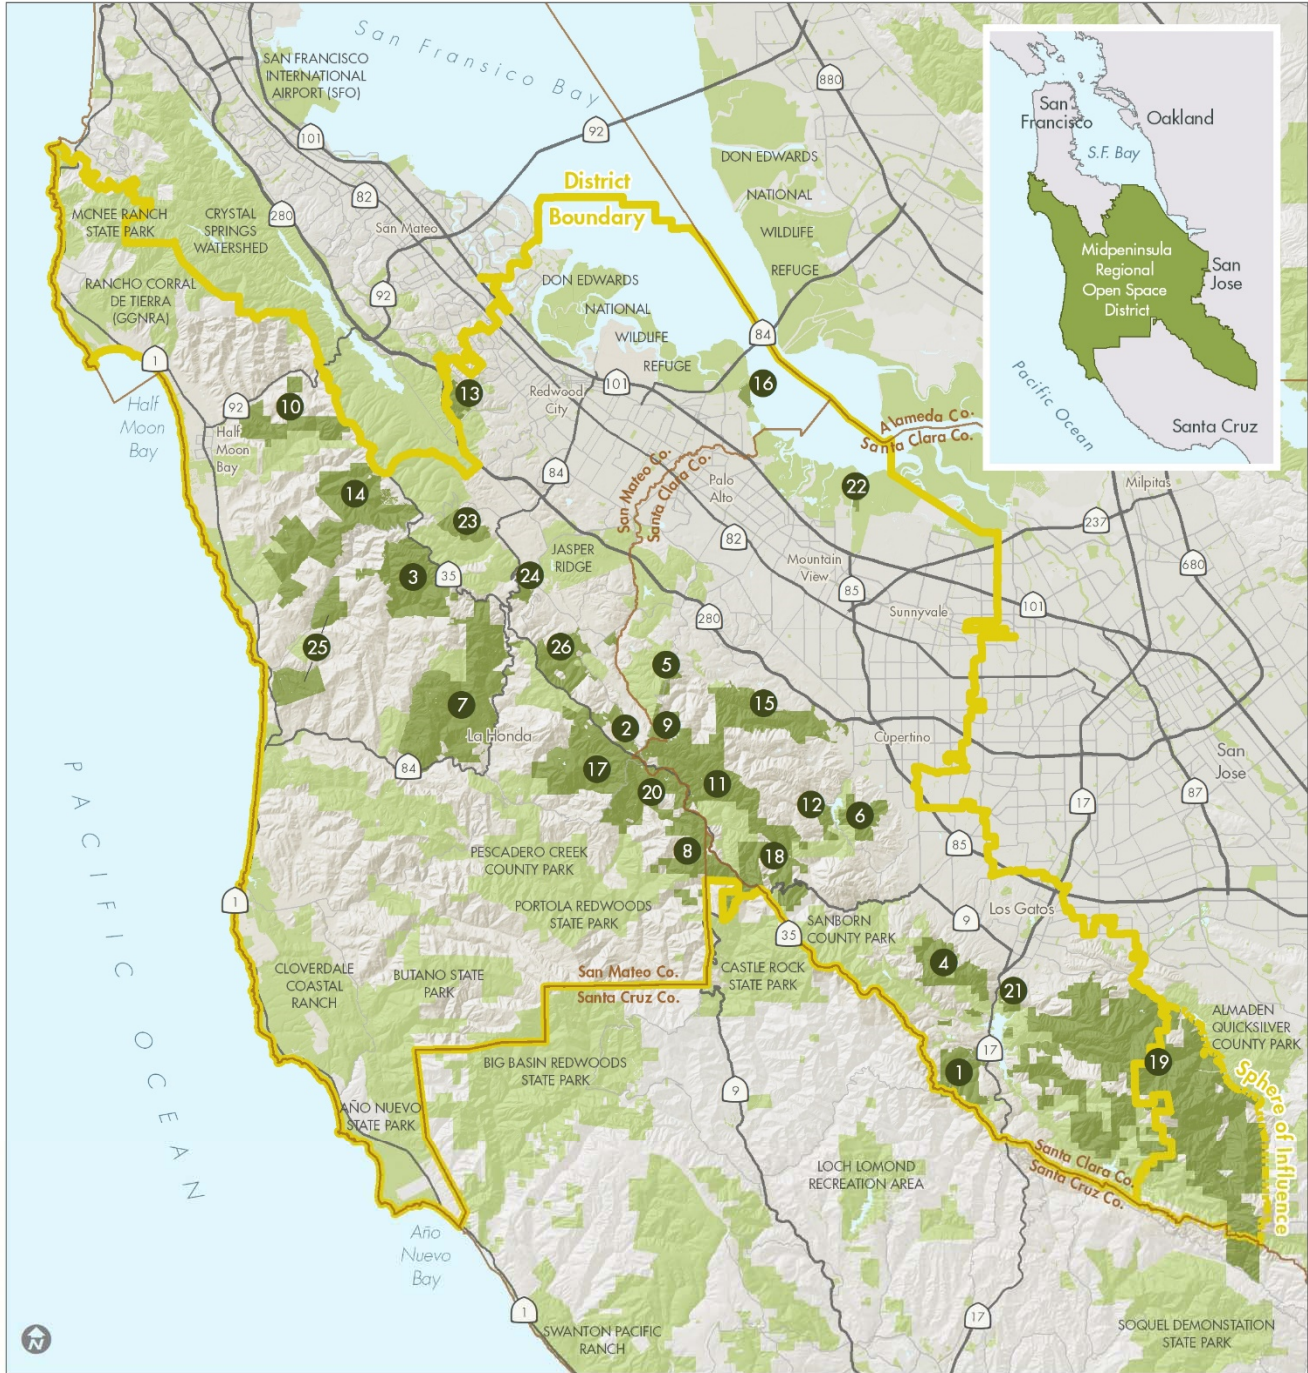 San Fransico Bay
SAN FRANCISCO
INTERNATIONAL
AIRPORT (SFO)
880
101
92
San
Francisco
Oakland
S.F. Bay
Midpeninsula
Regional
Open Space
District
San
Jose
Pacific Ocean
Santa Cruz
DON EDWARDS
NATIONAL
WILDLIFE
REFUGE
82
280
San Mateo
District
Boundary
MCNEE RANCH
STATE PARK
CRYSTAL
SPRINGS
WATERSHED
RANCHO CORRAL
DE TIERRA
(GGNRA)
92
DON EDWARDS
NATIONAL
WILDLIFE
REFUGE
84
1
101
16
13
Redwood
City
Half
Moon
Bay
92
10
Half
Moon
Bay
Alameda Co.
Santa Clara Co.
84
San Mateo Co.
Santa Clara Co.
Palo
Alto
22
Milpitas
14
23
82
237
JASPER
RIDGE
Mountain
View
680
3
35
24
85
Sunnyvale
101
280
25
26
5
7
15
2
9
La Honda
Cupertino
San
Jose
84
17
20
11
12
6
17
87
8
18
85
PESCADERO CREEK
COUNTY PARK
PORTOLA REDWOODS
STATE PARK
1
SANBORN
COUNTY PARK
9
Los Gatos
35
CLOVERDALE
COASTAL
RANCH
BUTANO STATE
PARK
San Mateo Co.
Santa Cruz Co.
CASTLE ROCK
STATE PARK
4
21
ALMADEN
QUICKSILVER
COUNTY PARK
PACIFIC OCEAN
BIG BASIN REDWOODS
STATE PARK
17
1
19
Sphere of Influence
9
AÑO NUEVO
STATE PARK
LOCH LOMOND
RECREATION AREA
Santa Clara Co.
Santa Cruz Co.
Año
Nuevo
Bay
1
17
SWANTON PACIFIC
RANCH
SOQUEL DEMONSTATION
STATE PARK
N